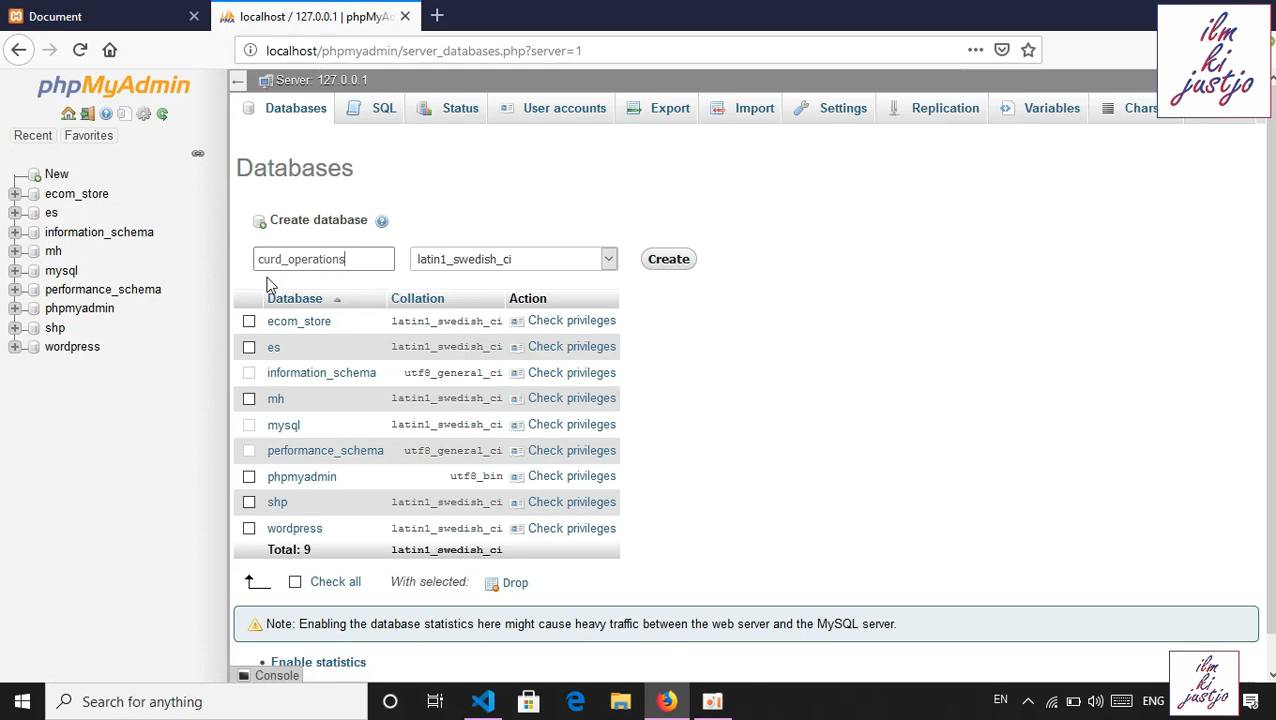 Document
localhost / 127.0.0.1 | phpMyAd
localhost/phpmyadmin/server_databases.php?server=1
ilm
ki
justjo
phpMyAdmin
Recent
Favorites
New
ecom_store
es
information_schema
mh
mysql
performance_schema
phpmyadmin
shp
wordpress
Server: 127.0.0.1
Databases
SQL
Status
User accounts
Export
Import
Settings
Replication
Variables
Chars
Databases
Create database
curd_operations
latin1_swedish_ci
Create
Database
Collation
Action
ecom_store latin1_swedish_ci Check privileges
es latin1_swedish_ci Check privileges
information_schema utf8_general_ci Check privileges
mh latin1_swedish_ci Check privileges
mysql latin1_swedish_ci Check privileges
performance_schema utf8_general_ci Check privileges
phpmyadmin utf8_bin Check privileges
shp latin1_swedish_ci Check privileges
wordpress latin1_swedish_ci Check privileges
Total: 9 latin1_swedish_ci
Check all
With selected:
Drop
Note: Enabling the database statistics here might cause heavy traffic between the web server and the MySQL server.
Enable statistics
Console
Search for anything
EN
ENG
ilm
ki
justjo